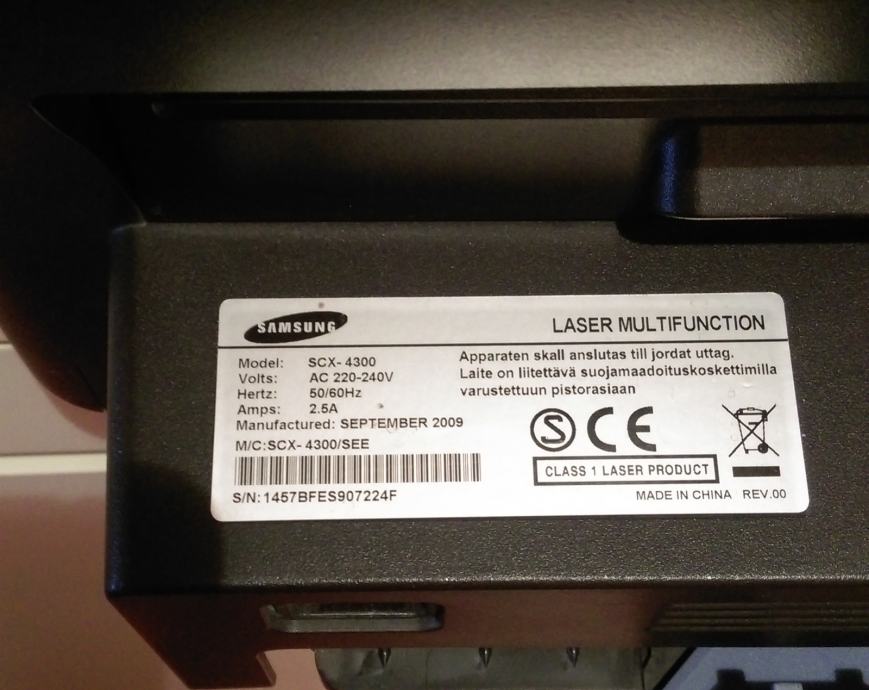 SAMSUNG
LASER MULTIFUNCTION
Model: SCX- 4300
Volts: AC 220-240V
Hertz: 50/60Hz
Amps: 2.5A
Manufactured: SEPTEMBER 2009
M/C:SCX- 4300/SEE
S/N:1457BFES907224F
Apparaten skall anslutas till jordat uttag.
Laite on liitettävä suojamaadoituskoskettimilla
varustettuun pistorasiaan
S CE
CLASS 1 LASER PRODUCT
MADE IN CHINA REV.00